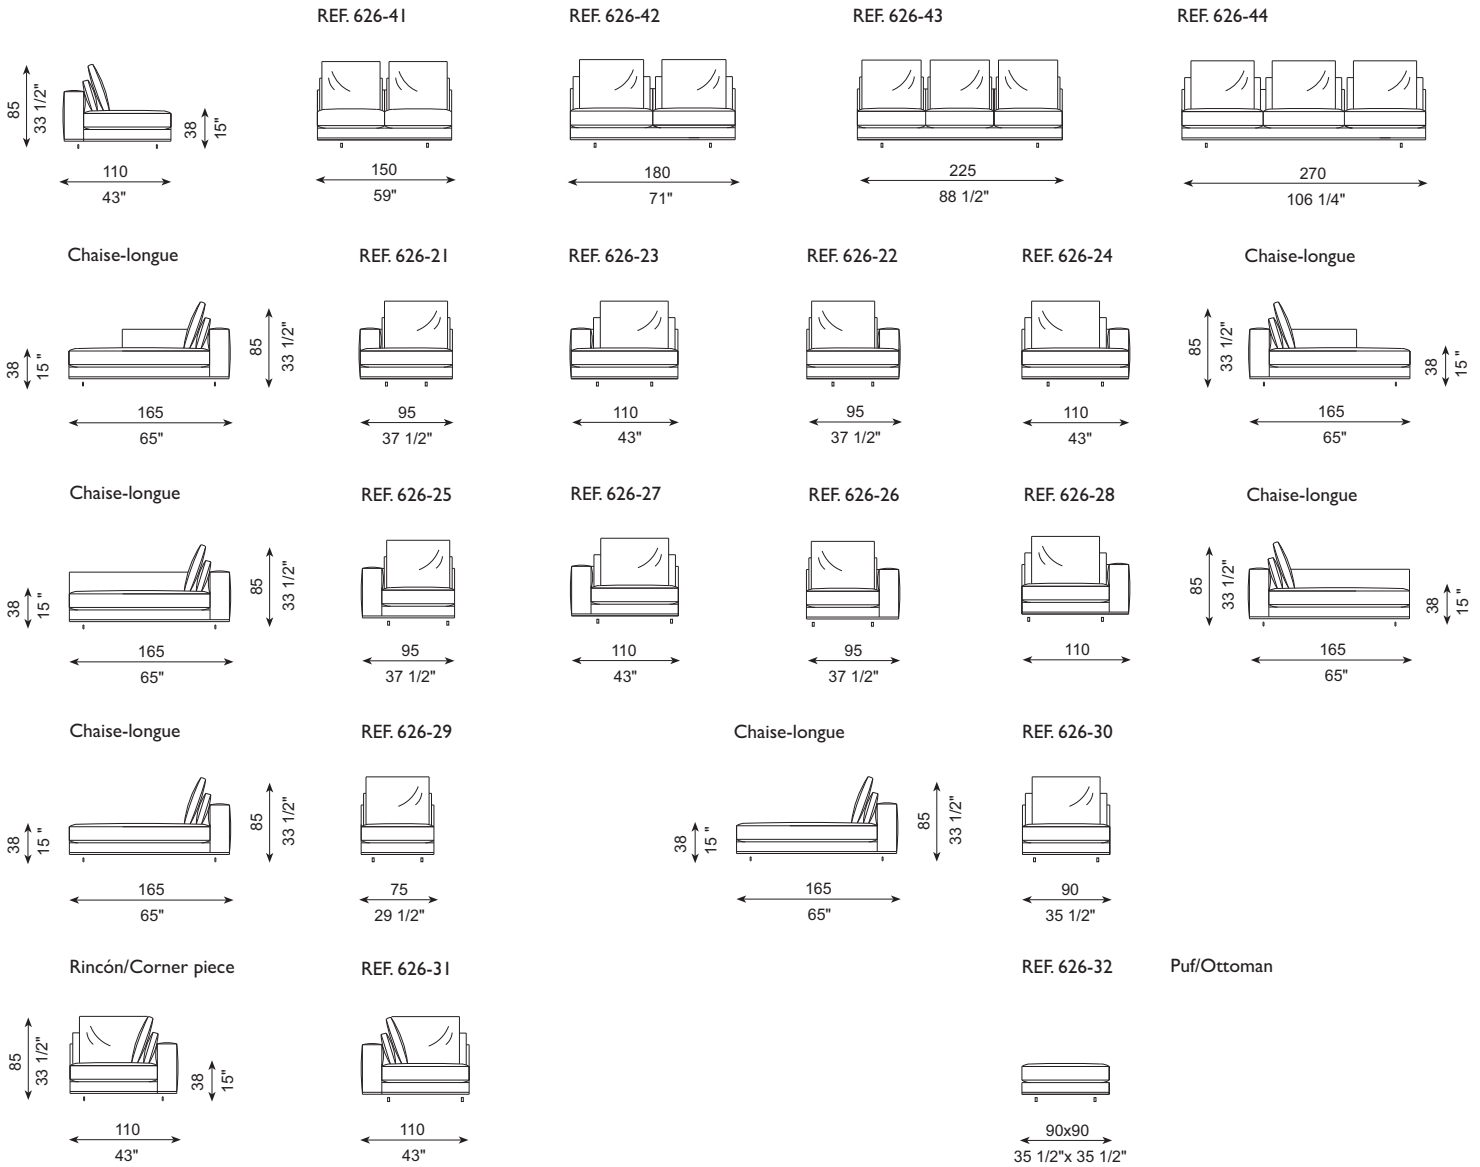 REF. 626-41 REF. 626-42 REF. 626-43 REF. 626-44
85 33 1/2" 38 15"
110 150 180 225 270
43" 59" 71" 88 1/2" 106 1/4"
Chaise-longue REF. 626-21 REF. 626-23 REF. 626-22 REF. 626-24 Chaise-longue
38 15" 85 33 1/2" 85 33 1/2" 38 15"
165 95 110 95 110 165
65" 37 1/2" 43" 37 1/2" 43" 65"
Chaise-longue REF. 626-25 REF. 626-27 REF. 626-26 REF. 626-28 Chaise-longue
38 15" 85 33 1/2" 85 33 1/2" 38 15"
165 95 110 95 110 165
65" 37 1/2" 43" 37 1/2" 65"
Chaise-longue REF. 626-29 Chaise-longue REF. 626-30
38 15" 85 33 1/2" 38 15" 85 33 1/2"
165 75 165 90
65" 29 1/2" 65" 35 1/2"
Rincón/Corner piece REF. 626-31 REF. 626-32 Puf/Ottoman
85 33 1/2" 38 15"
110 110 90x90
43" 43" 35 1/2"x 35 1/2"